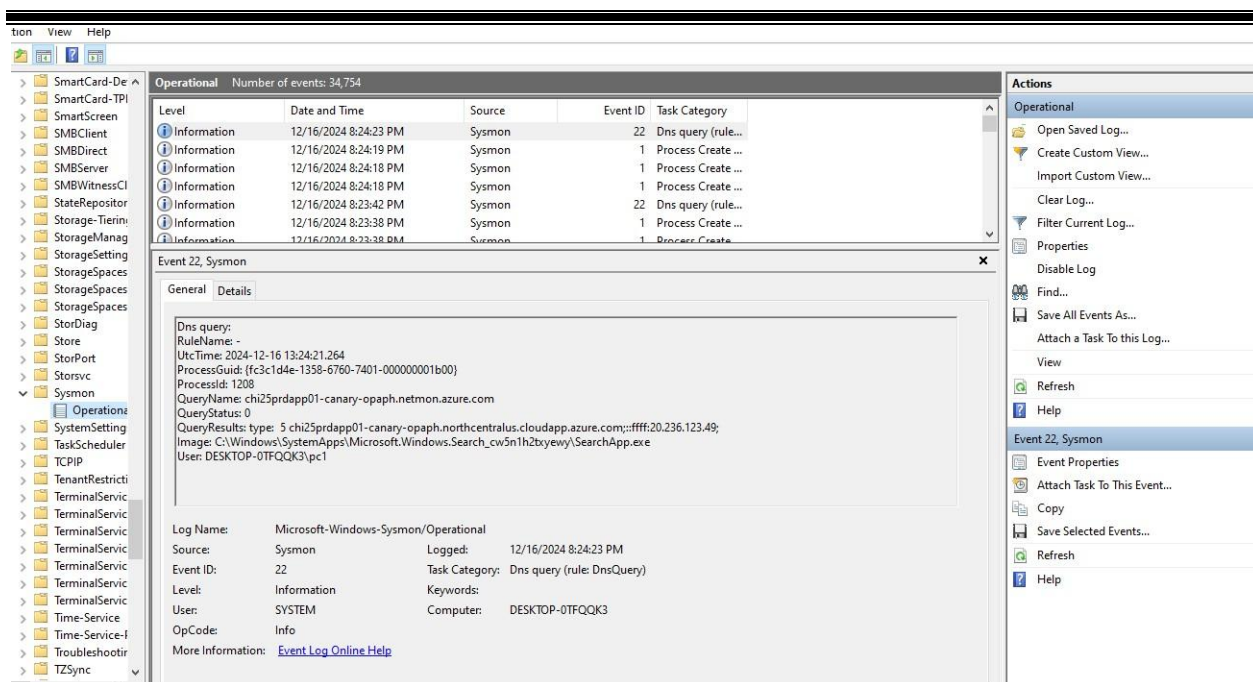 tion View Help
SmartCard-De
SmartCard-TPI
SmartScreen
SMBClient
SMBDirect
SMBServer
SMBWitnessCl
StateRepositor
Storage-Tiering
StorageManag
StorageSetting
StorageSpaces
StorageSpaces
StorageSpaces
StorDiag
Store
StorPort
Storsvc
Sysmon
Operationa
SystemSetting
TaskScheduler
TCPIP
TenantRestricti
TerminalServic
TerminalServic
TerminalServic
TerminalServic
TerminalServic
TerminalServic
TerminalServic
Time-Service
Time-Service-P
Troubleshootir
TZSync
Operational Number of events: 34,754
Level Date and Time Source Event ID Task Category
Information 12/16/2024 8:24:23 PM Sysmon 22 Dns query (rule...
Information 12/16/2024 8:24:19 PM Sysmon 1 Process Create ...
Information 12/16/2024 8:24:18 PM Sysmon 1 Process Create ...
Information 12/16/2024 8:24:18 PM Sysmon 1 Process Create ...
Information 12/16/2024 8:23:42 PM Sysmon 22 Dns query (rule...
Information 12/16/2024 8:23:38 PM Sysmon 1 Process Create ...
Information 12/16/2024 8:23:38 PM Sysmon 1 Process Create
Event 22, Sysmon
General Details
Dns query:
RuleName: -
UtcTime: 2024-12-16 13:24:21.264
ProcessGuid: {fc3c1d4e-1358-6760-7401-000000001b00}
ProcessId: 1208
QueryName: chi25prdapp01-canary-opaph.netmon.azure.com
QueryStatus: 0
QueryResults: type: 5 chi25prdapp01-canary-opaph.northcentralus.cloudapp.azure.com;::ffff:20.236.123.49;
Image: C:\Windows\SystemApps\Microsoft.Windows.Search_cw5n1h2txyewy\SearchApp.exe
User: DESKTOP-0TFQQK3\pc1
Log Name: Microsoft-Windows-Sysmon/Operational
Source: Sysmon Logged: 12/16/2024 8:24:23 PM
Event ID: 22 Task Category: Dns query (rule: DnsQuery)
Level: Information Keywords:
User: SYSTEM Computer: DESKTOP-0TFQQK3
OpCode: Info
More Information: Event Log Online Help
Actions
Operational
Open Saved Log...
Create Custom View...
Import Custom View...
Clear Log...
Filter Current Log...
Properties
Disable Log
Find...
Save All Events As...
Attach a Task To this Log...
View
Refresh
Help
Event 22, Sysmon
Event Properties
Attach Task To This Event...
Copy
Save Selected Events...
Refresh
Help